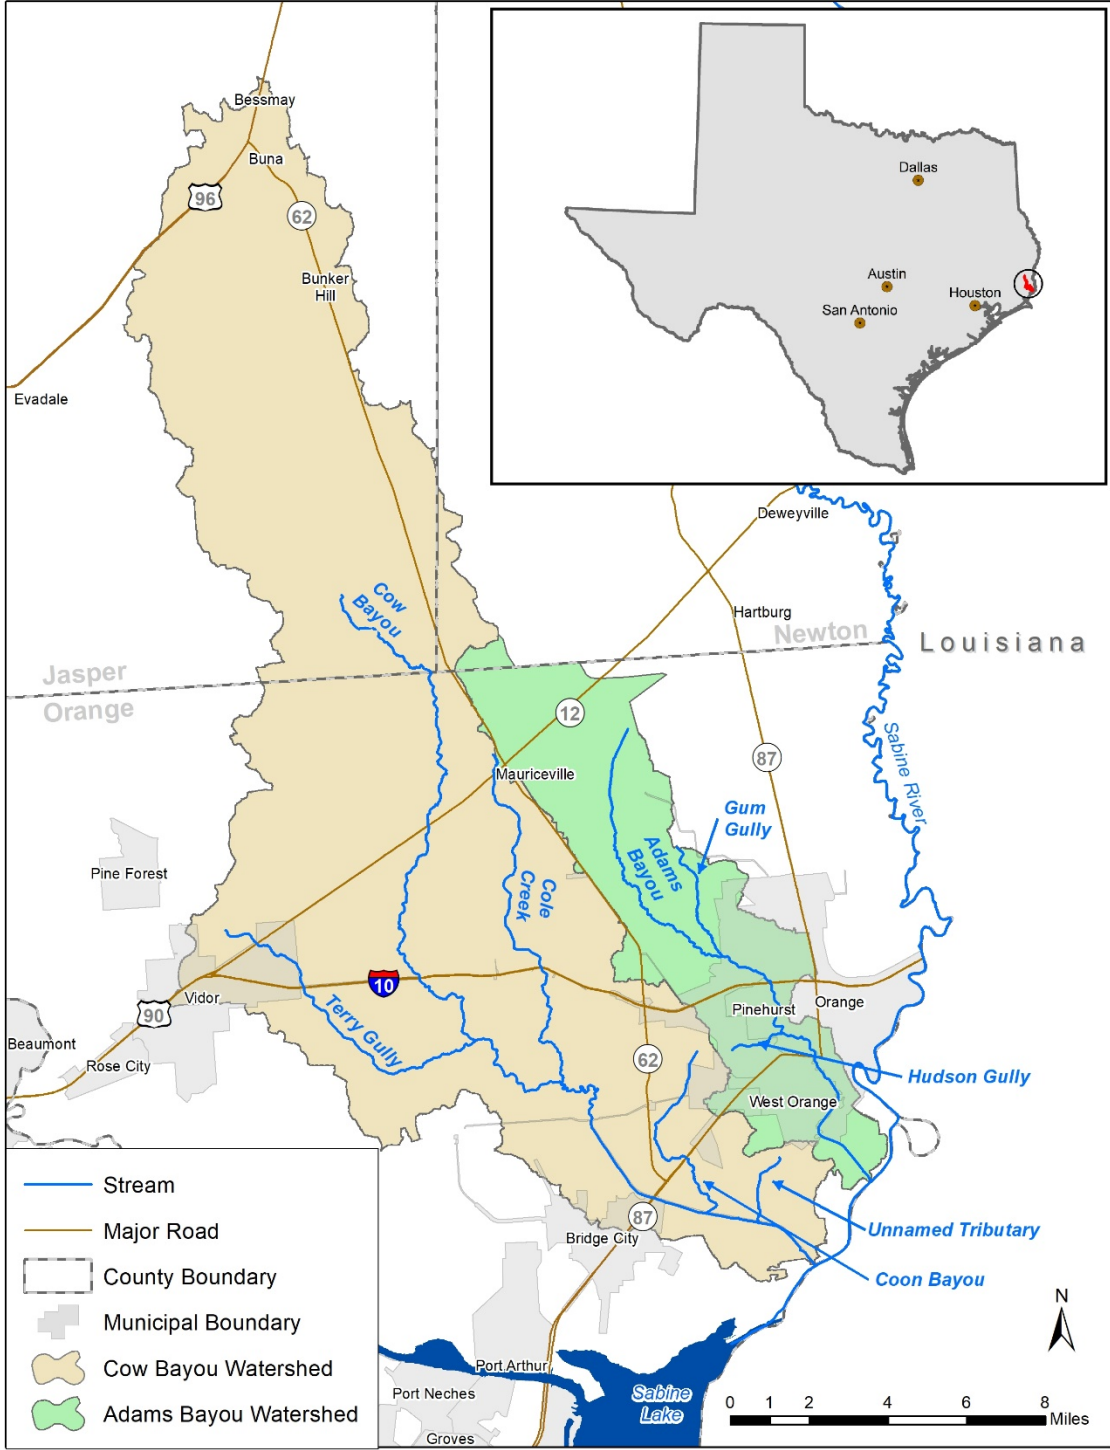 Bessmay
Buna
96
62
Bunker
Hill
Evadale
Dallas
Austin
San Antonio
Houston
Deweyville
Hartburg
Newton
Louisiana
Jasper
Orange
Cow
Bayou
12
87
Mauriceville
Sabine River
Gum
Gully
Adams
Bayou
Cole
Creek
Pine Forest
10
Vidor
90
Terry Gully
Beaumont
Rose City
Pinehurst
Orange
62
Hudson Gully
West Orange
87
Bridge City
Unnamed Tributary
Coon Bayou
Stream
Major Road
County Boundary
Municipal Boundary
Cow Bayou Watershed
Adams Bayou Watershed
Port Arthur
Port Neches
Groves
Sabine
Lake
N
0 1 2 4 6 8
Miles